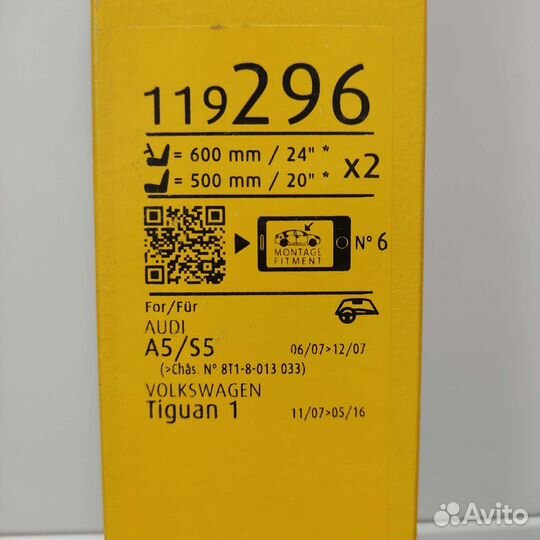 119296
= 600 mm / 24" *
= 500 mm / 20" *
x2
MONTAGE
FITMENT
N° 6
For/Für
AUDI
A5/S5 06/07>12/07
(>Châs. N° 8T1-8-013 033)
VOLKSWAGEN
Tiguan 1 11/07>05/16
Avito